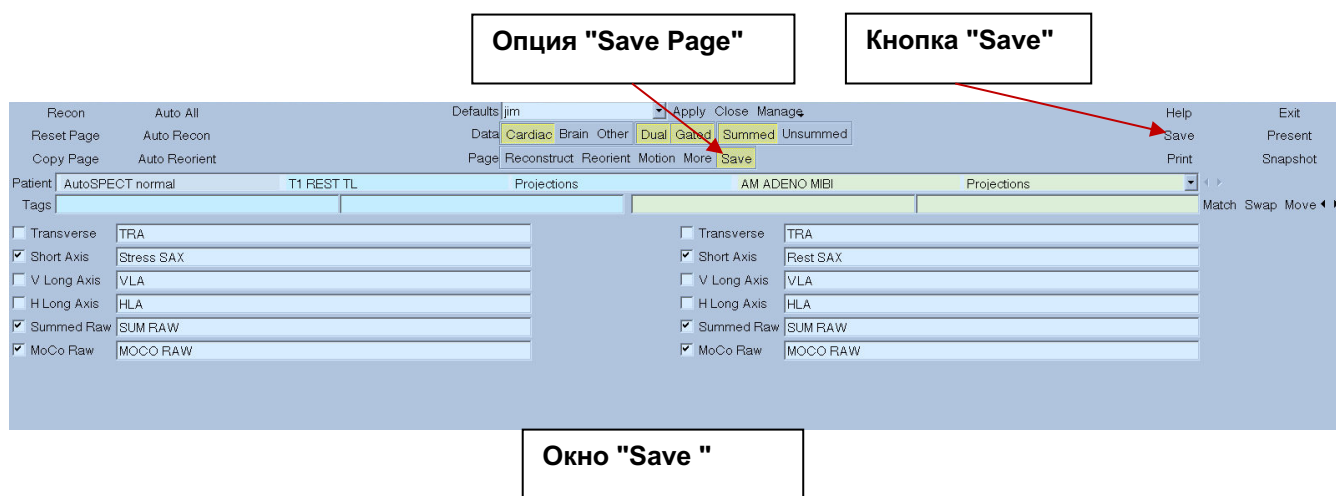 Опция "Save Page"
Кнопка "Save"
Recon Auto All Defaults jim Apply Close Manage Help Exit
Reset Page Auto Recon Data Cardiac Brain Other Dual Gated Summed Unsummed Save Present
Copy Page Auto Reorient Page Reconstruct Reorient Motion More Save Print Snapshot
Patient AutoSPECT normal T1 REST TL Projections AM ADENO MIBI Projections
Tags Match Swap Move
Transverse TRA Transverse TRA
Short Axis Stress SAX Short Axis Rest SAX
V Long Axis VLA V Long Axis VLA
H Long Axis HLA H Long Axis HLA
Summed Raw SUM RAW Summed Raw SUM RAW
MoCo Raw MOCO RAW MoCo Raw MOCO RAW
Окно "Save "